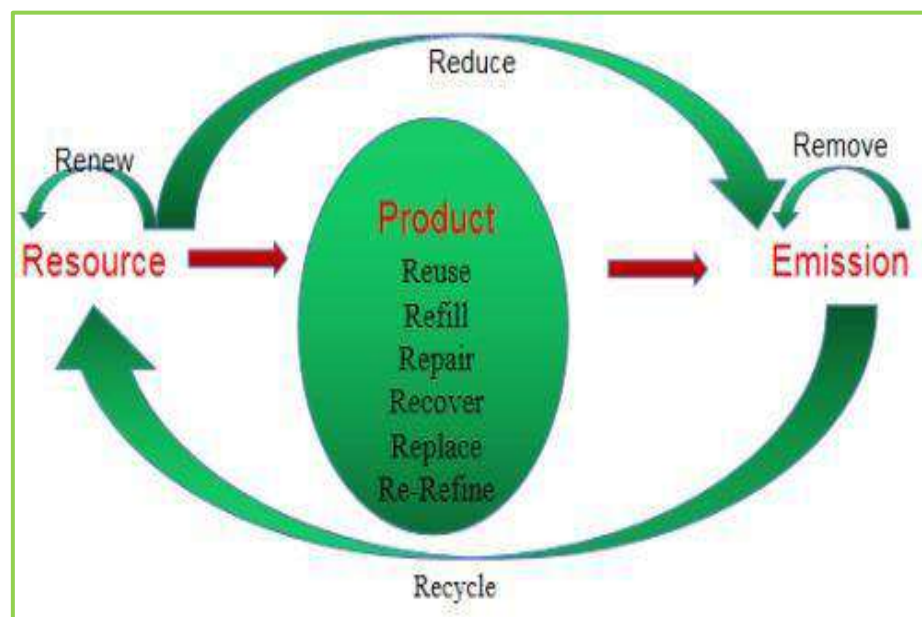 Reduce
Renew
Remove
Resource
Product
Reuse
Refill
Repair
Recover
Replace
Re-Refine
Emission
Recycle